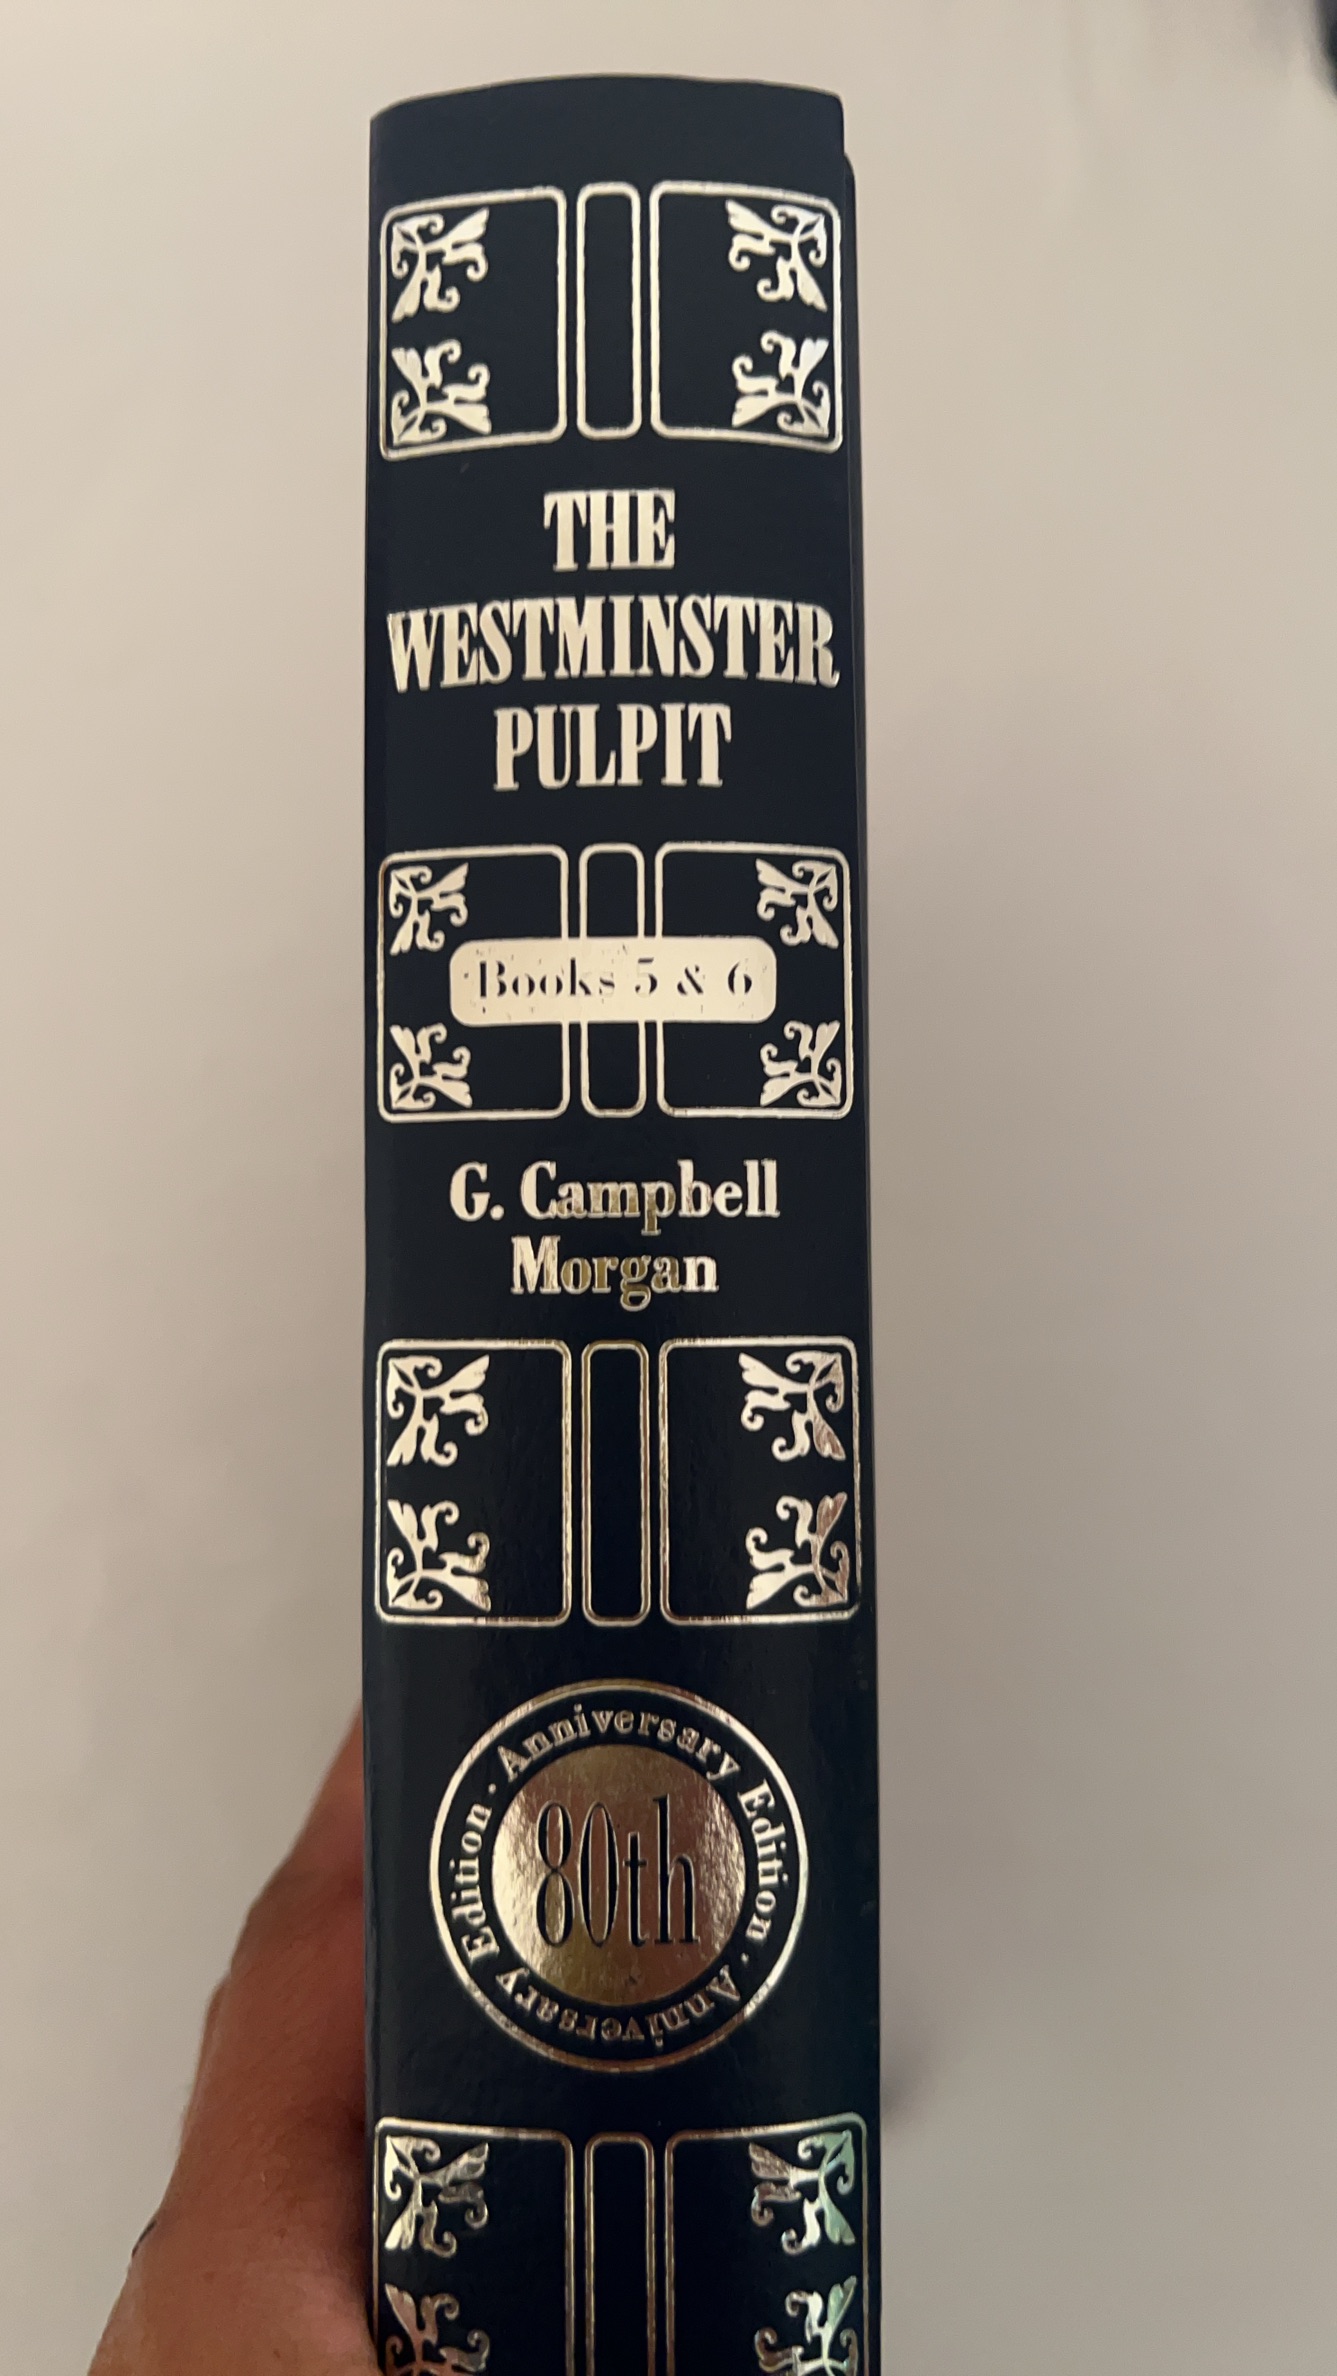 THE
WESTMINSTER
PULPIT
Books 5 & 6
G. Campbell
Morgan
Anniversary Edition · Anniversary Edition ·
80th